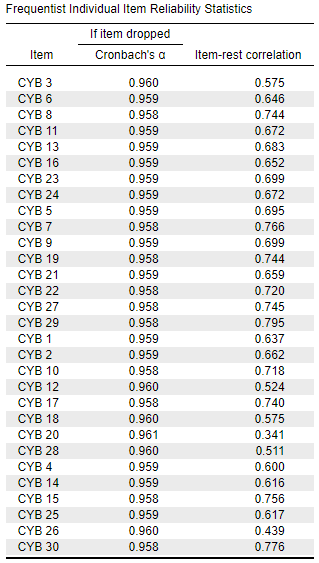 Frequentist Individual Item Reliability Statistics
If item dropped
Item Cronbach's α Item-rest correlation
CYB 3 0.960 0.575
CYB 6 0.959 0.646
CYB 8 0.958 0.744
CYB 11 0.959 0.672
CYB 13 0.959 0.683
CYB 16 0.959 0.652
CYB 23 0.959 0.699
CYB 24 0.959 0.672
CYB 5 0.959 0.695
CYB 7 0.958 0.766
CYB 9 0.959 0.699
CYB 19 0.958 0.744
CYB 21 0.959 0.659
CYB 22 0.958 0.720
CYB 27 0.958 0.745
CYB 29 0.958 0.795
CYB 1 0.959 0.637
CYB 2 0.959 0.662
CYB 10 0.958 0.718
CYB 12 0.960 0.524
CYB 17 0.958 0.740
CYB 18 0.960 0.575
CYB 20 0.961 0.341
CYB 28 0.960 0.511
CYB 4 0.959 0.600
CYB 14 0.959 0.616
CYB 15 0.958 0.756
CYB 25 0.959 0.617
CYB 26 0.960 0.439
CYB 30 0.958 0.776